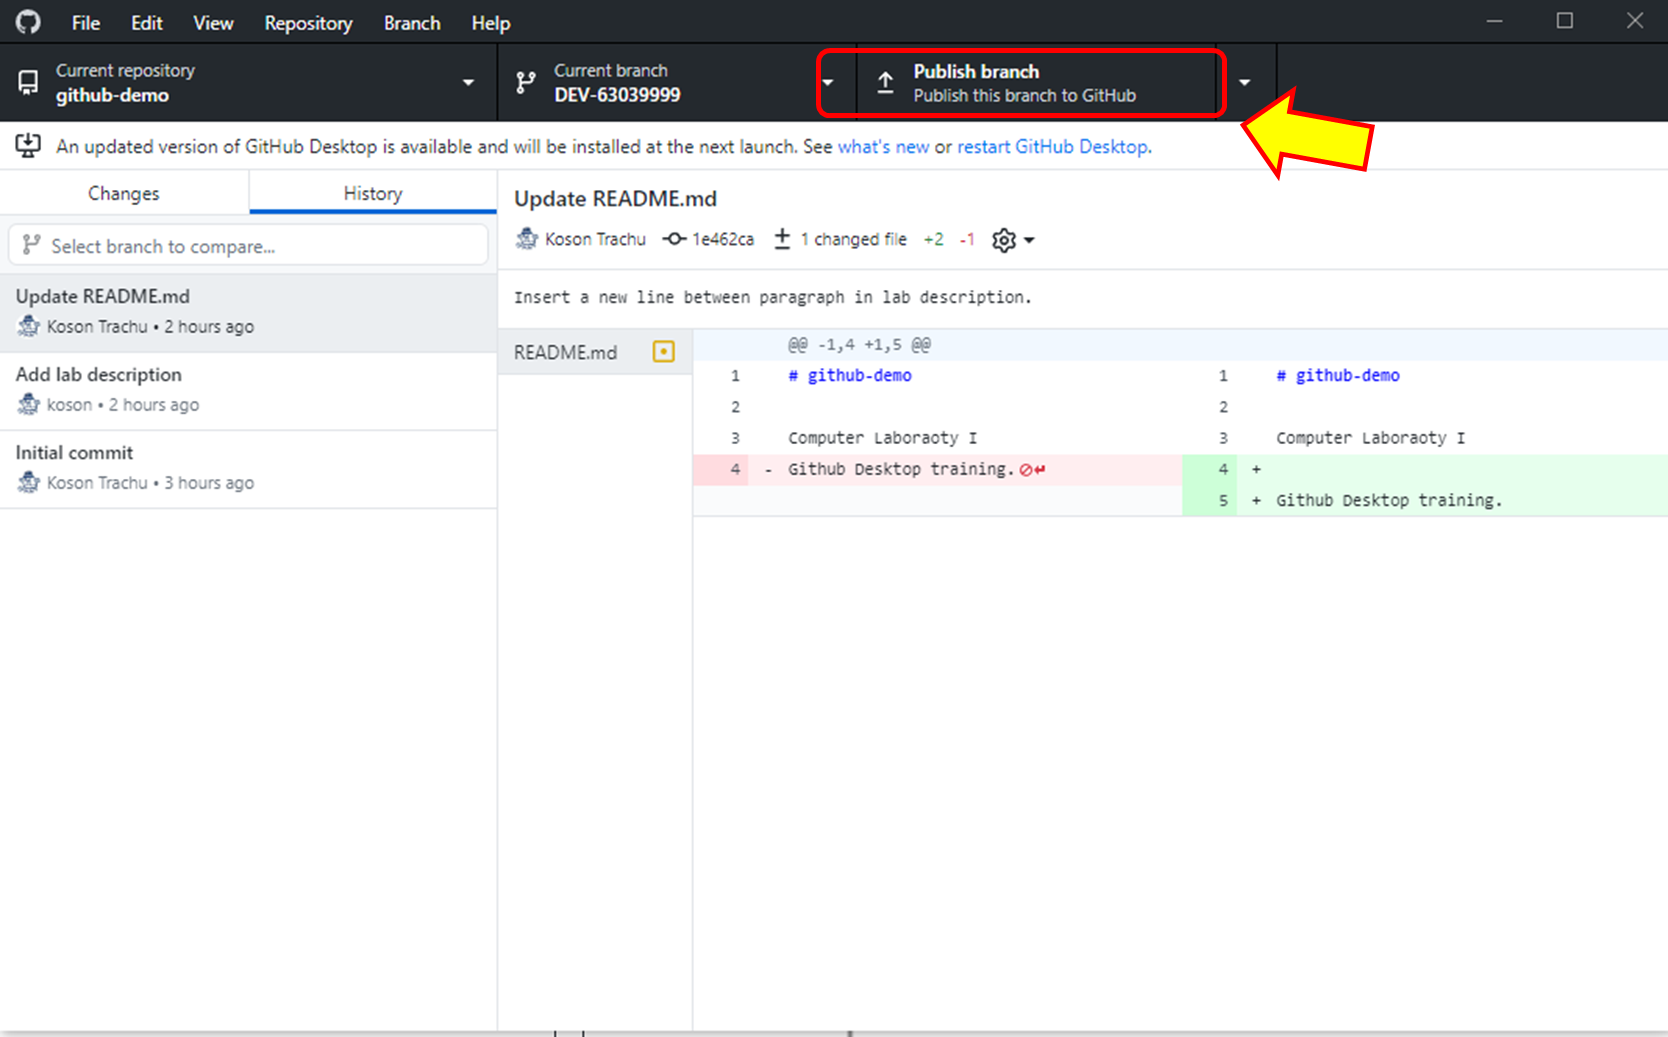 File Edit View Repository Branch Help
Current repository
github-demo
Current branch
DEV-63039999
Publish branch
Publish this branch to GitHub
An updated version of GitHub Desktop is available and will be installed at the next launch. See what's new or restart GitHub Desktop.
Changes History
Select branch to compare...
Update README.md
Koson Trachu • 2 hours ago
Add lab description
koson • 2 hours ago
Initial commit
Koson Trachu • 3 hours ago
Update README.md
Koson Trachu 1e462ca 1 changed file +2 -1
Insert a new line between paragraph in lab description.
README.md
@@ -1,4 +1,5 @@
1 # github-demo 1 # github-demo
2 2
3 Computer Laboraoty I 3 Computer Laboraoty I
4 - Github Desktop training. 4 +
5 + Github Desktop training.